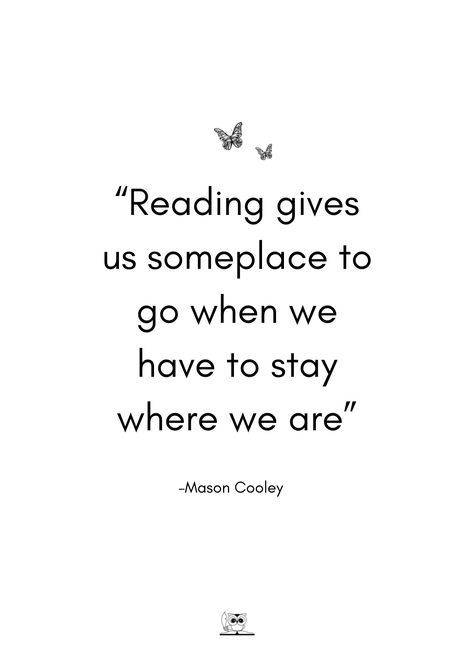 “Reading gives
us someplace to
go when we
have to stay
where we are”
-Mason Cooley